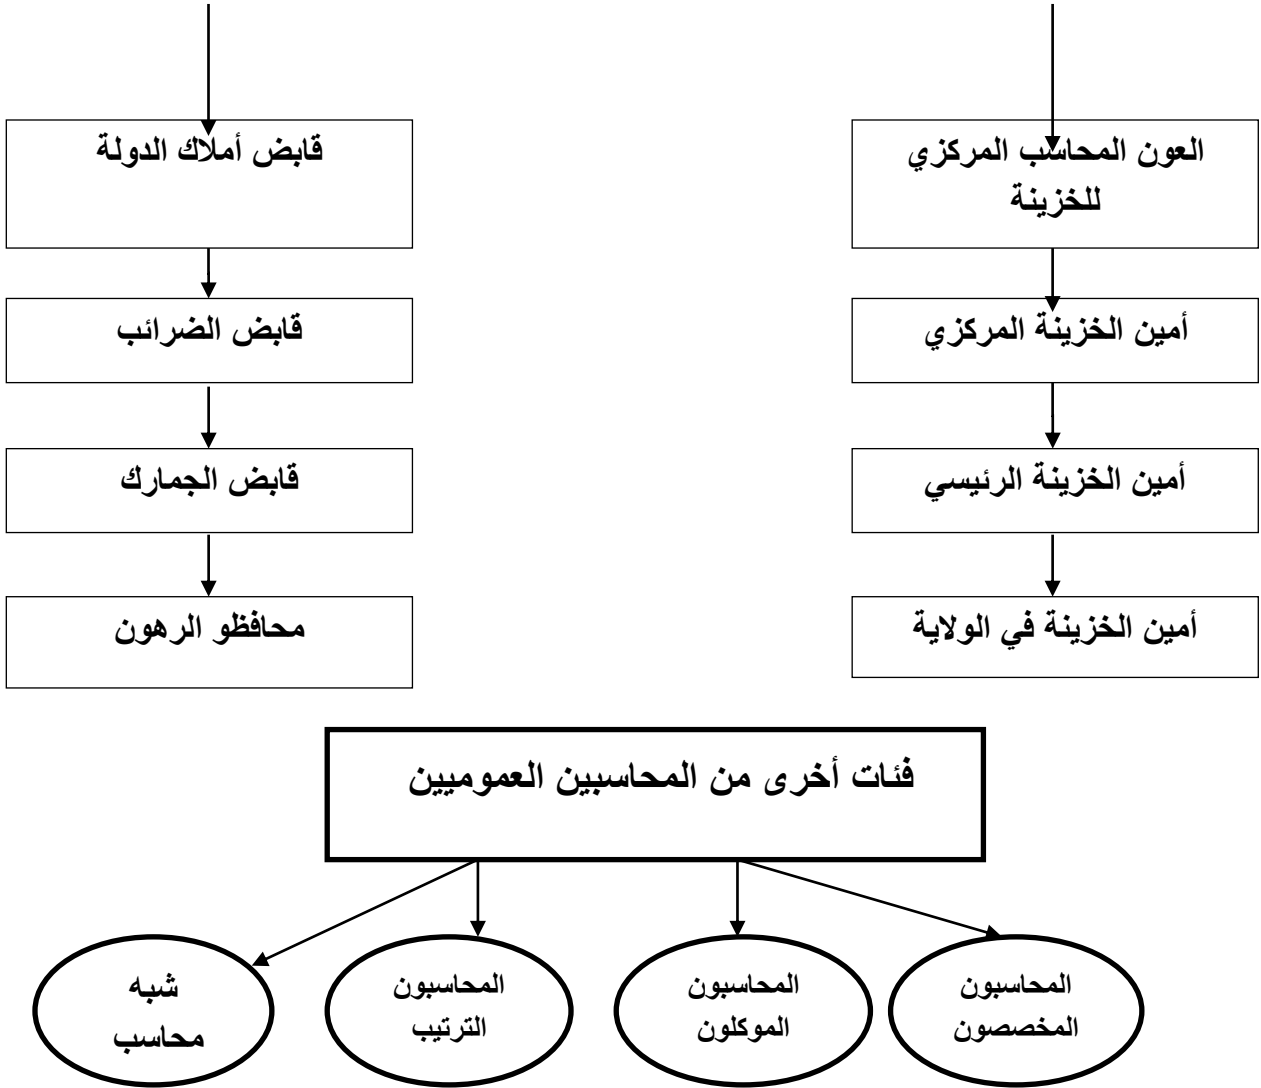 العون المحاسب المركزي
للخزينة
أمين الخزينة المركزي
أمين الخزينة الرئيسي
أمين الخزينة في الولاية
قابض أملاك الدولة
قابض الضرائب
قابض الجمارك
محافظو الرهون
فئات أخرى من المحاسبين العموميين
المحاسبون
المخصصون
المحاسبون
الموكلون
المحاسبون
الترتيب
شبه
محاسب